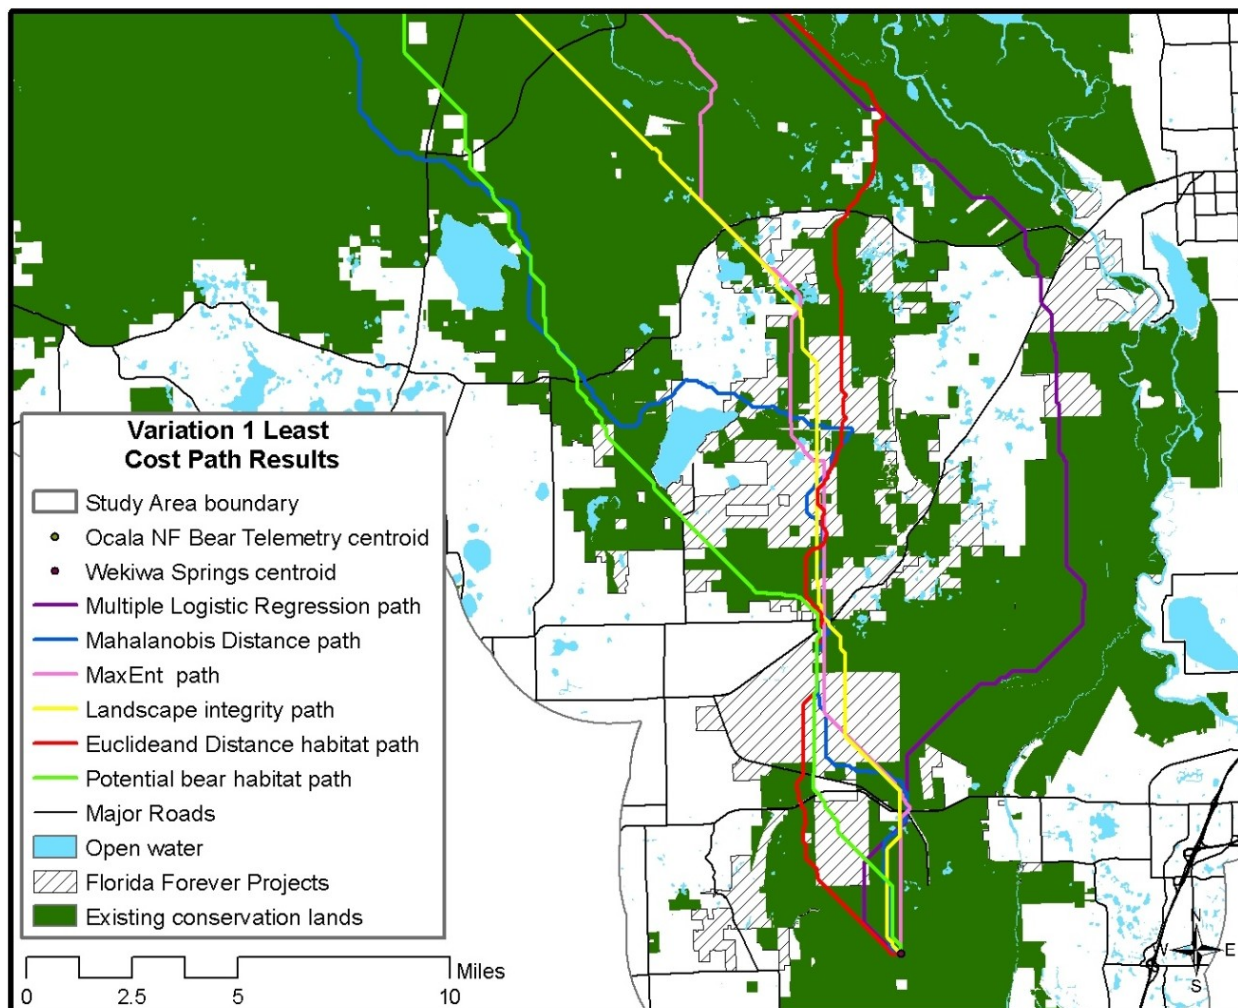 Variation 1 Least
Cost Path Results
Study Area boundary
Ocala NF Bear Telemetry centroid
Wekiwa Springs centroid
Multiple Logistic Regression path
Mahalanobis Distance path
MaxEnt path
Landscape integrity path
Euclideand Distance habitat path
Potential bear habitat path
Major Roads
Open water
Florida Forever Projects
Existing conservation lands
Miles
0 2.5 5 10
N
W E
S